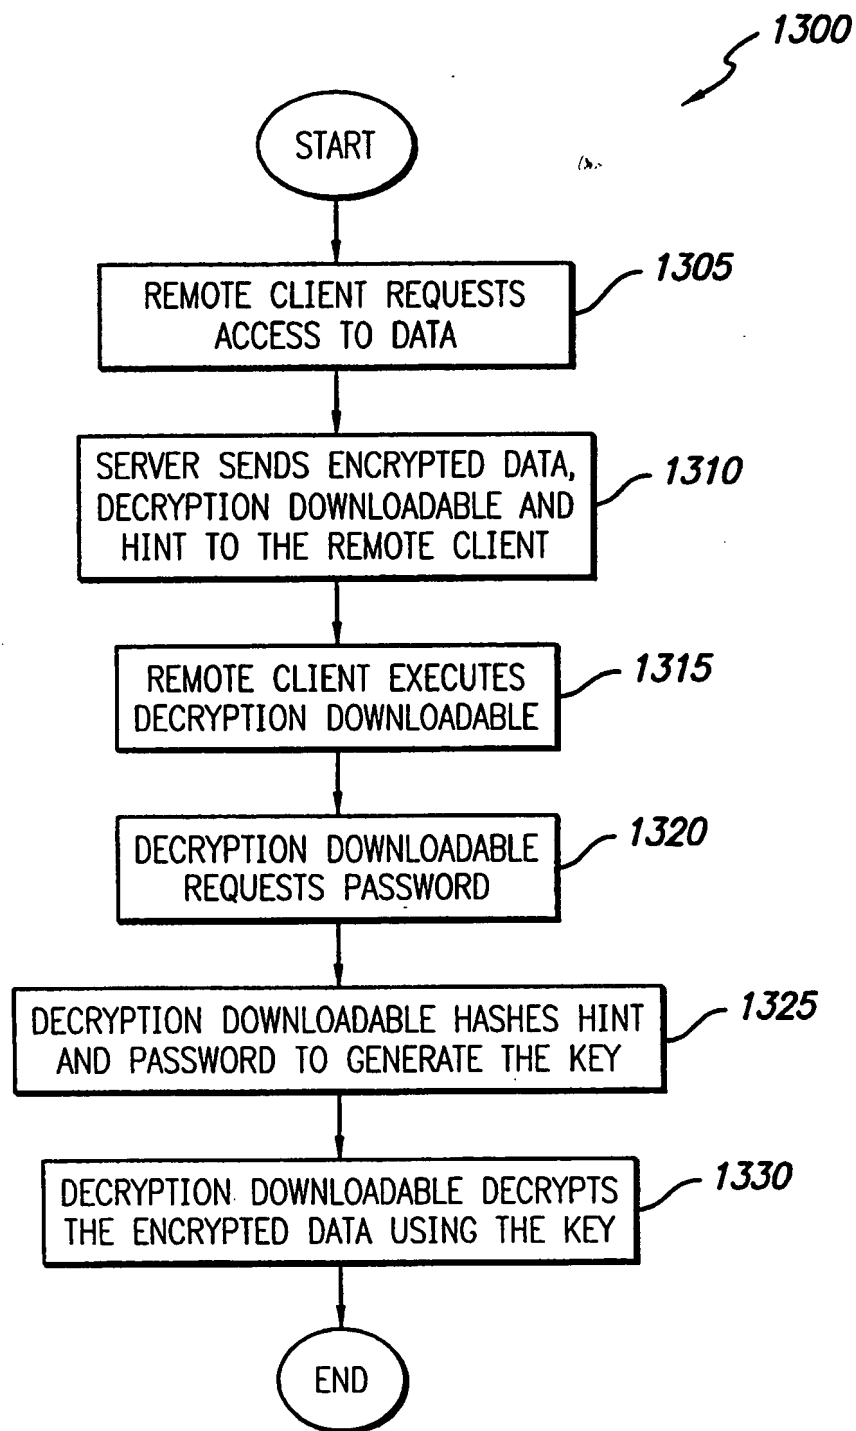 1300
START
REMOTE CLIENT REQUESTS
ACCESS TO DATA
1305
SERVER SENDS ENCRYPTED DATA,
DECRYPTION DOWNLOADABLE AND
HINT TO THE REMOTE CLIENT
1310
REMOTE CLIENT EXECUTES
DECRYPTION DOWNLOADABLE
1315
DECRYPTION DOWNLOADABLE
REQUESTS PASSWORD
1320
DECRYPTION DOWNLOADABLE HASHES HINT
AND PASSWORD TO GENERATE THE KEY
1325
DECRYPTION DOWNLOADABLE DECRYPTS
THE ENCRYPTED DATA USING THE KEY
1330
END